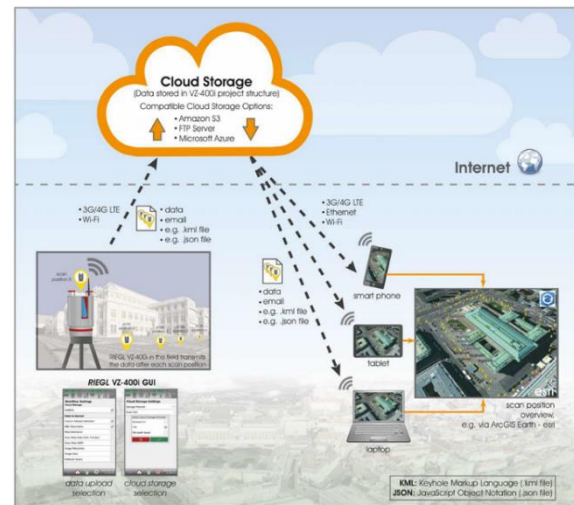 Cloud Storage
(Data stored in VZ-400i project structure)
Compatible Cloud Storage Options:
• Amazon S3
• FTP Server
• Microsoft Azure
Internet
• 3G/4G LTE
• Wi-Fi
• data
• email
• e.g. .kml file
• e.g. .json file
• 3G/4G LTE
• Ethernet
• Wi-Fi
• data
• email
• e.g. .kml file
• e.g. .json file
smart phone
tablet
laptop
RIEGL VZ-400i in the field transmits
the data after each scan position
RIEGL VZ-400i GUI
Cloud Storage Settings
data upload
selection
cloud storage
selection
esri
scan position
overview,
e.g. via ArcGIS Earth - esri
KML: Keyhole Markup Language (.kml file)
JSON: JavaScript Object Notation (.json file)